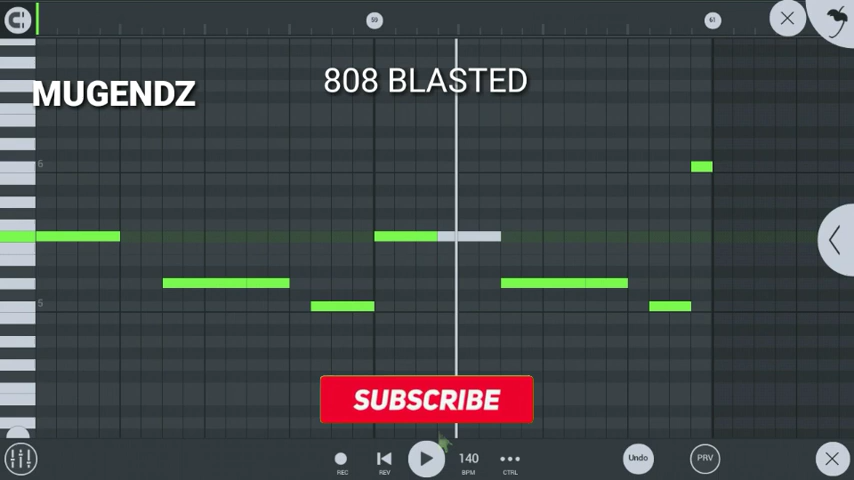 59
61
MUGENDZ
808 BLASTED
6
5
SUBSCRIBE
REC
REV
140
BPM
CTRL
Undo
PRV